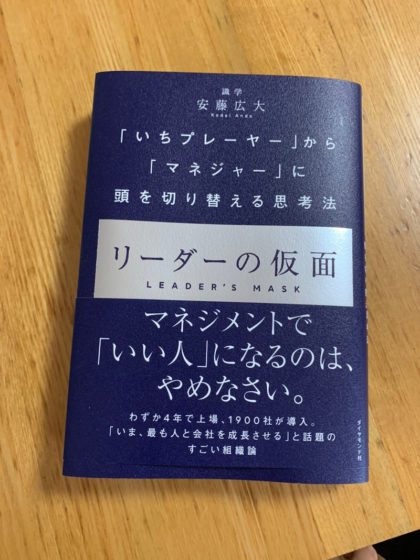 識学
安藤広大
Kodai Ando
「いちプレーヤー」から
「マネジャー」に
頭を切り替える思考法
リーダーの仮面
LEADER'S MASK
マネジメントで
「いい人」になるのは、
やめなさい。
わずか4年で上場、1900社が導入。
「いま、最も人と会社を成長させる」と話題の
すごい組織論
ダイヤモンド社